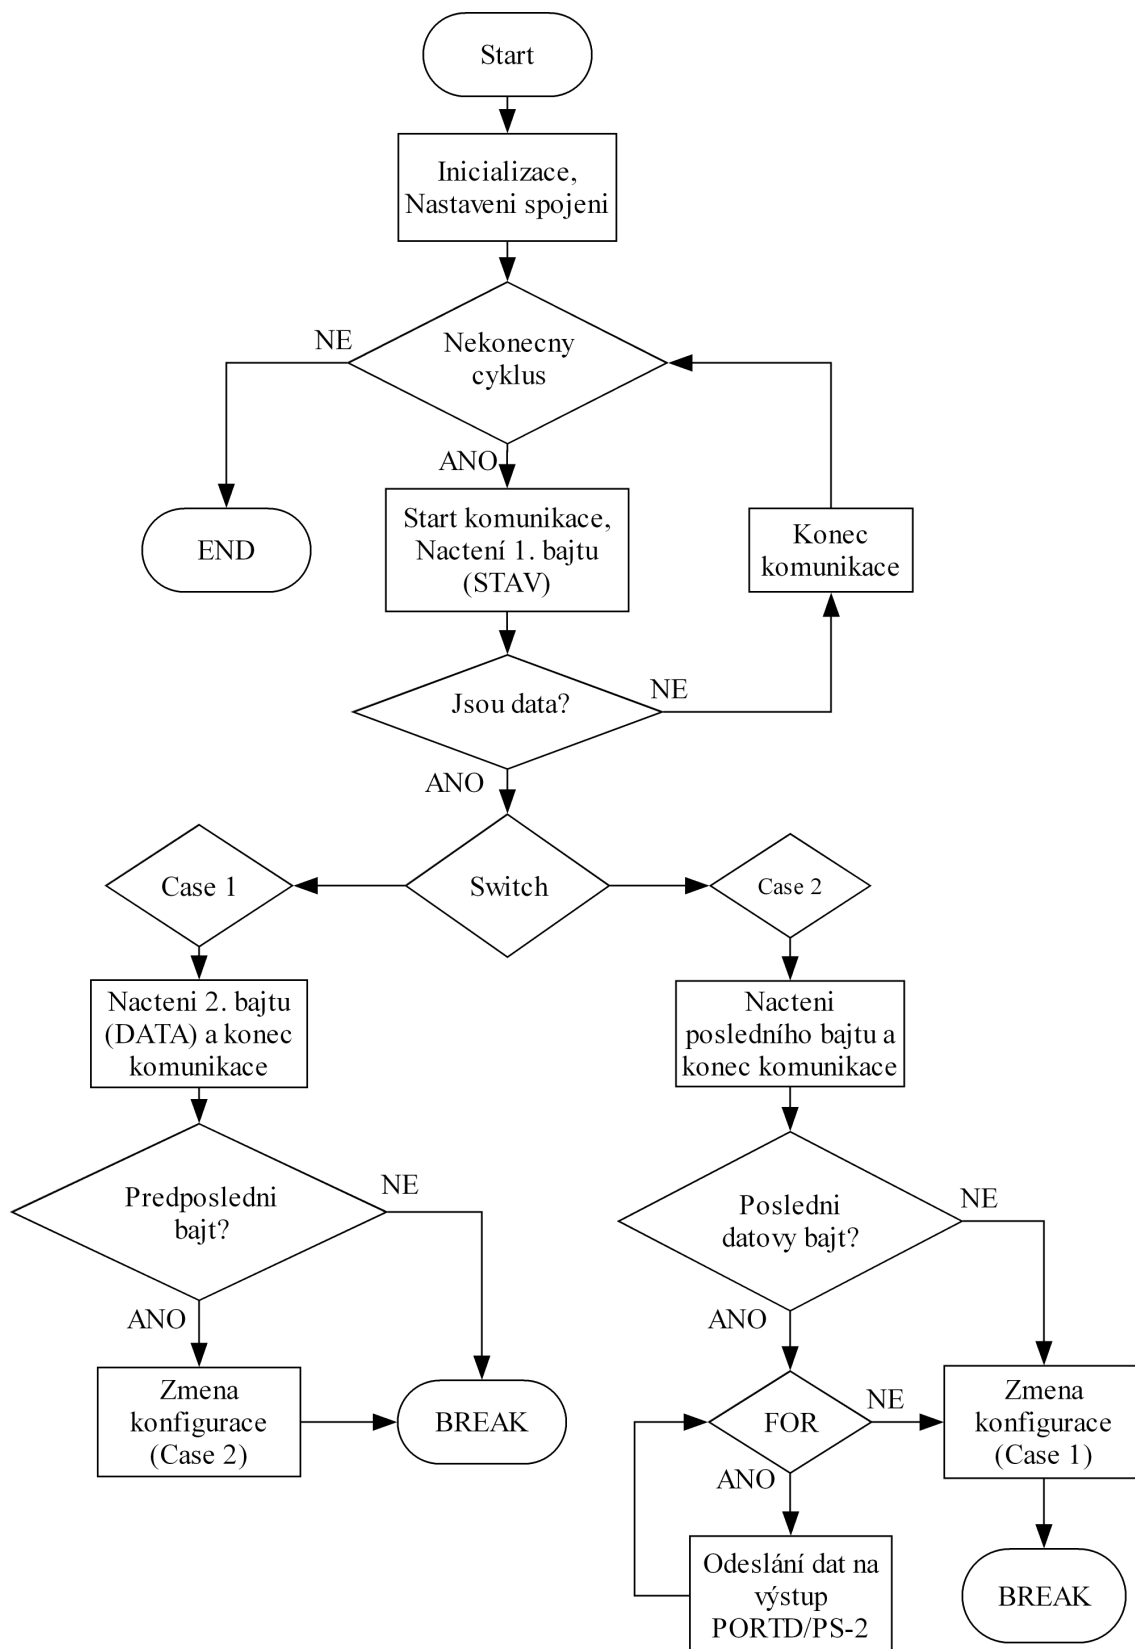 Start
Inicializace,
Nastaveni spojeni
NE
Nekonecny
cyklus
ANO
END
Start komunikace,
Nactení 1. bajtu
(STAV)
Konec
komunikace
Jsou data?
NE
ANO
Case 1
Switch
Case 2
Nacteni 2. bajtu
(DATA) a konec
komunikace
Nacteni
posledního bajtu a
konec komunikace
Predposledni
bajt?
NE
ANO
Zmena
konfigurace
(Case 2)
BREAK
Posledni
datovy bajt?
NE
ANO
FOR
NE
Zmena
konfigurace
(Case 1)
ANO
Odeslání dat na
výstup
PORTD/PS-2
BREAK